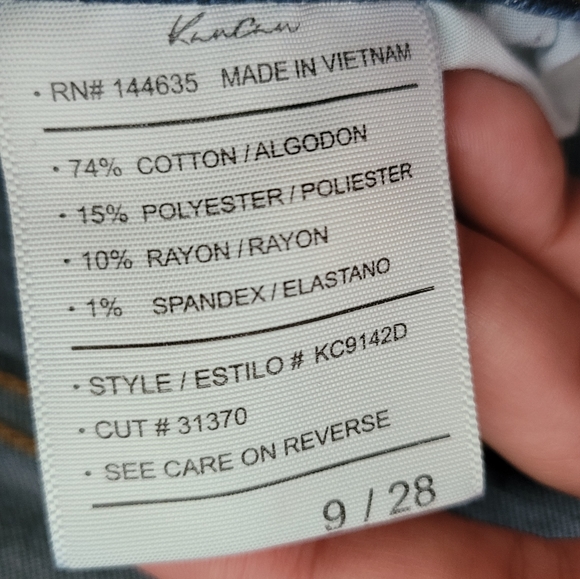 KanCan
• RN# 144635 MADE IN VIETNAM
• 74% COTTON / ALGODON
• 15% POLYESTER / POLIESTER
• 10% RAYON / RAYON
• 1% SPANDEX / ELASTANO
• STYLE / ESTILO # KC9142D
• CUT # 31370
• SEE CARE ON REVERSE
9 / 28